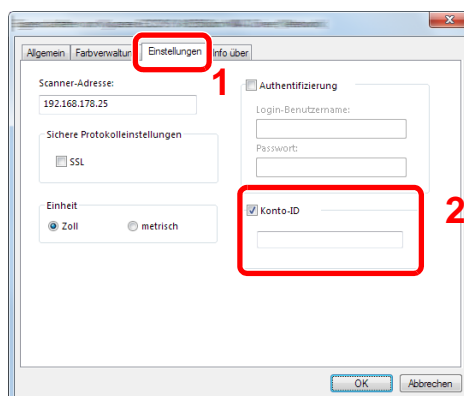 Allgemein Farbverwaltun Einstellungen Info über
1
Scanner-Adresse:
192.168.178.25
Sichere Protokolleinstellungen
SSL
Einheit
Zoll metrisch
Authentifizierung
Login-Benutzername:
Passwort:
Konto-ID
2
OK Abbrechen